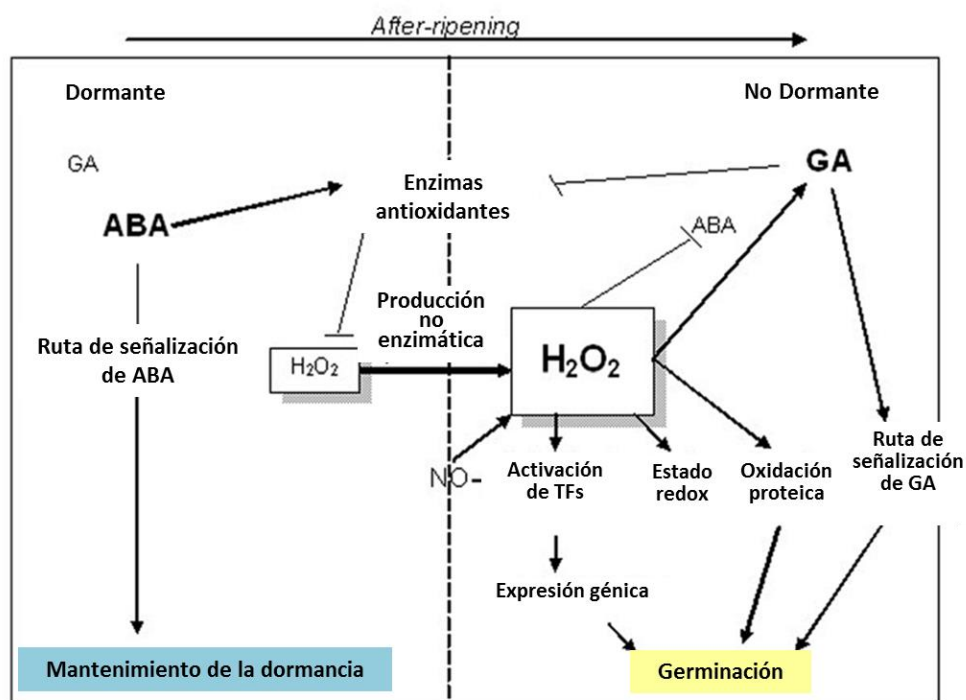 After-ripening
Dormante
No Dormante
GA
GA
Enzimas
antioxidantes
ABA
ABA
Producción
no
enzimática
Ruta de señalización
de ABA
H₂O₂
H₂O₂
NO-
Activación
de TFs
Estado
redox
Oxidación
proteica
Ruta de
señalización
de GA
Expresión génica
Mantenimiento de la dormancia
Germinación